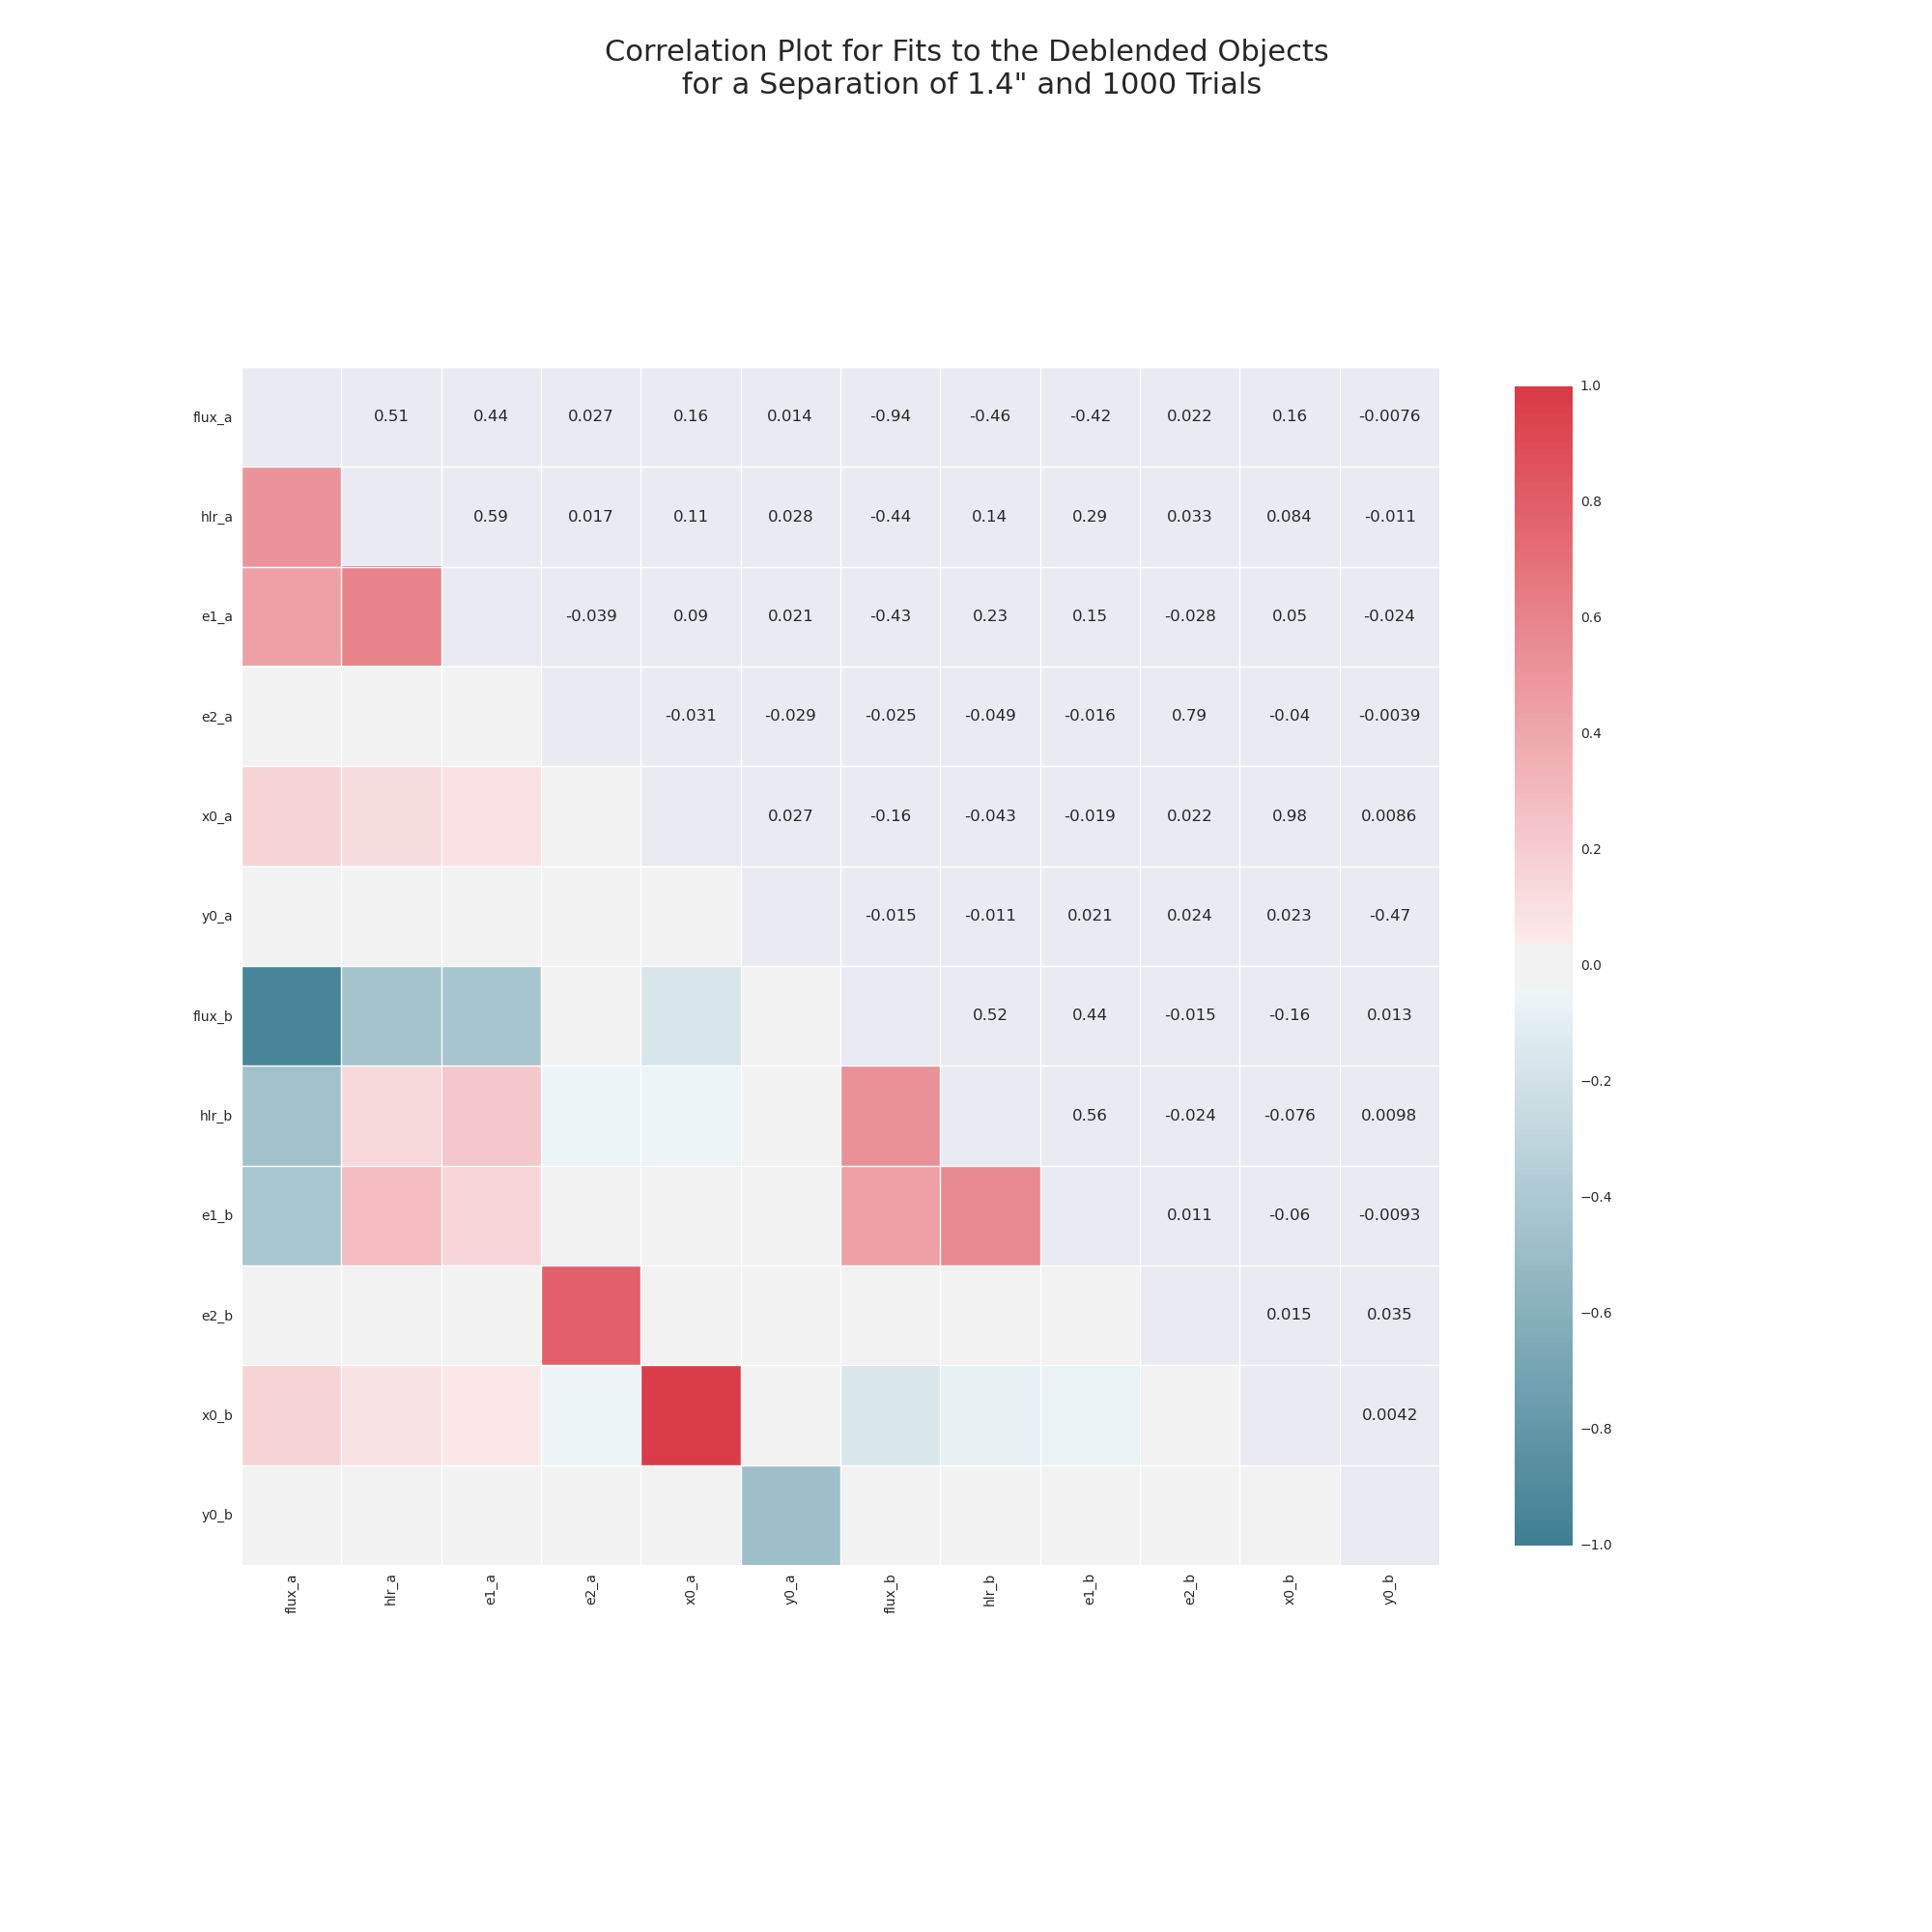 Correlation Plot for Fits to the Deblended Objects
for a Separation of 1.4" and 1000 Trials
flux_a 0.51 0.44 0.027 0.16 0.014 -0.94 -0.46 -0.42 0.022 0.16 -0.0076
hlr_a 0.59 0.017 0.11 0.028 -0.44 0.14 0.29 0.033 0.084 -0.011
e1_a -0.039 0.09 0.021 -0.43 0.23 0.15 -0.028 0.05 -0.024
e2_a -0.031 -0.029 -0.025 -0.049 -0.016 0.79 -0.04 -0.0039
x0_a 0.027 -0.16 -0.043 -0.019 0.022 0.98 0.0086
y0_a -0.015 -0.011 0.021 0.024 0.023 -0.47
flux_b 0.52 0.44 -0.015 -0.16 0.013
hlr_b 0.56 -0.024 -0.076 0.0098
e1_b 0.011 -0.06 -0.0093
e2_b 0.015 0.035
x0_b 0.0042
y0_b
flux_a hlr_a e1_a e2_a x0_a y0_a flux_b hlr_b e1_b e2_b x0_b y0_b
1.0
0.8
0.6
0.4
0.2
0.0
−0.2
−0.4
−0.6
−0.8
−1.0